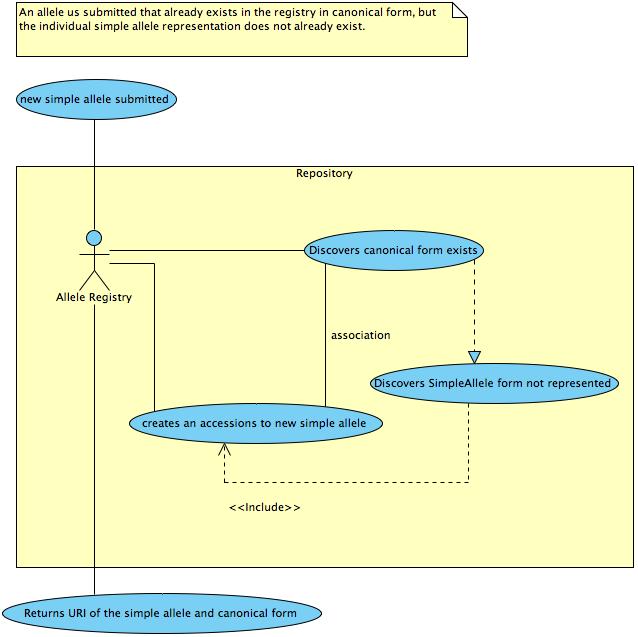 An allele us submitted that already exists in the registry in canonical form, but
the individual simple allele representation does not already exist.
new simple allele submitted
Repository
Discovers canonical form exists
Allele Registry
association
Discovers SimpleAllele form not represented
creates an accessions to new simple allele
<<Include>>
Returns URI of the simple allele and canonical form